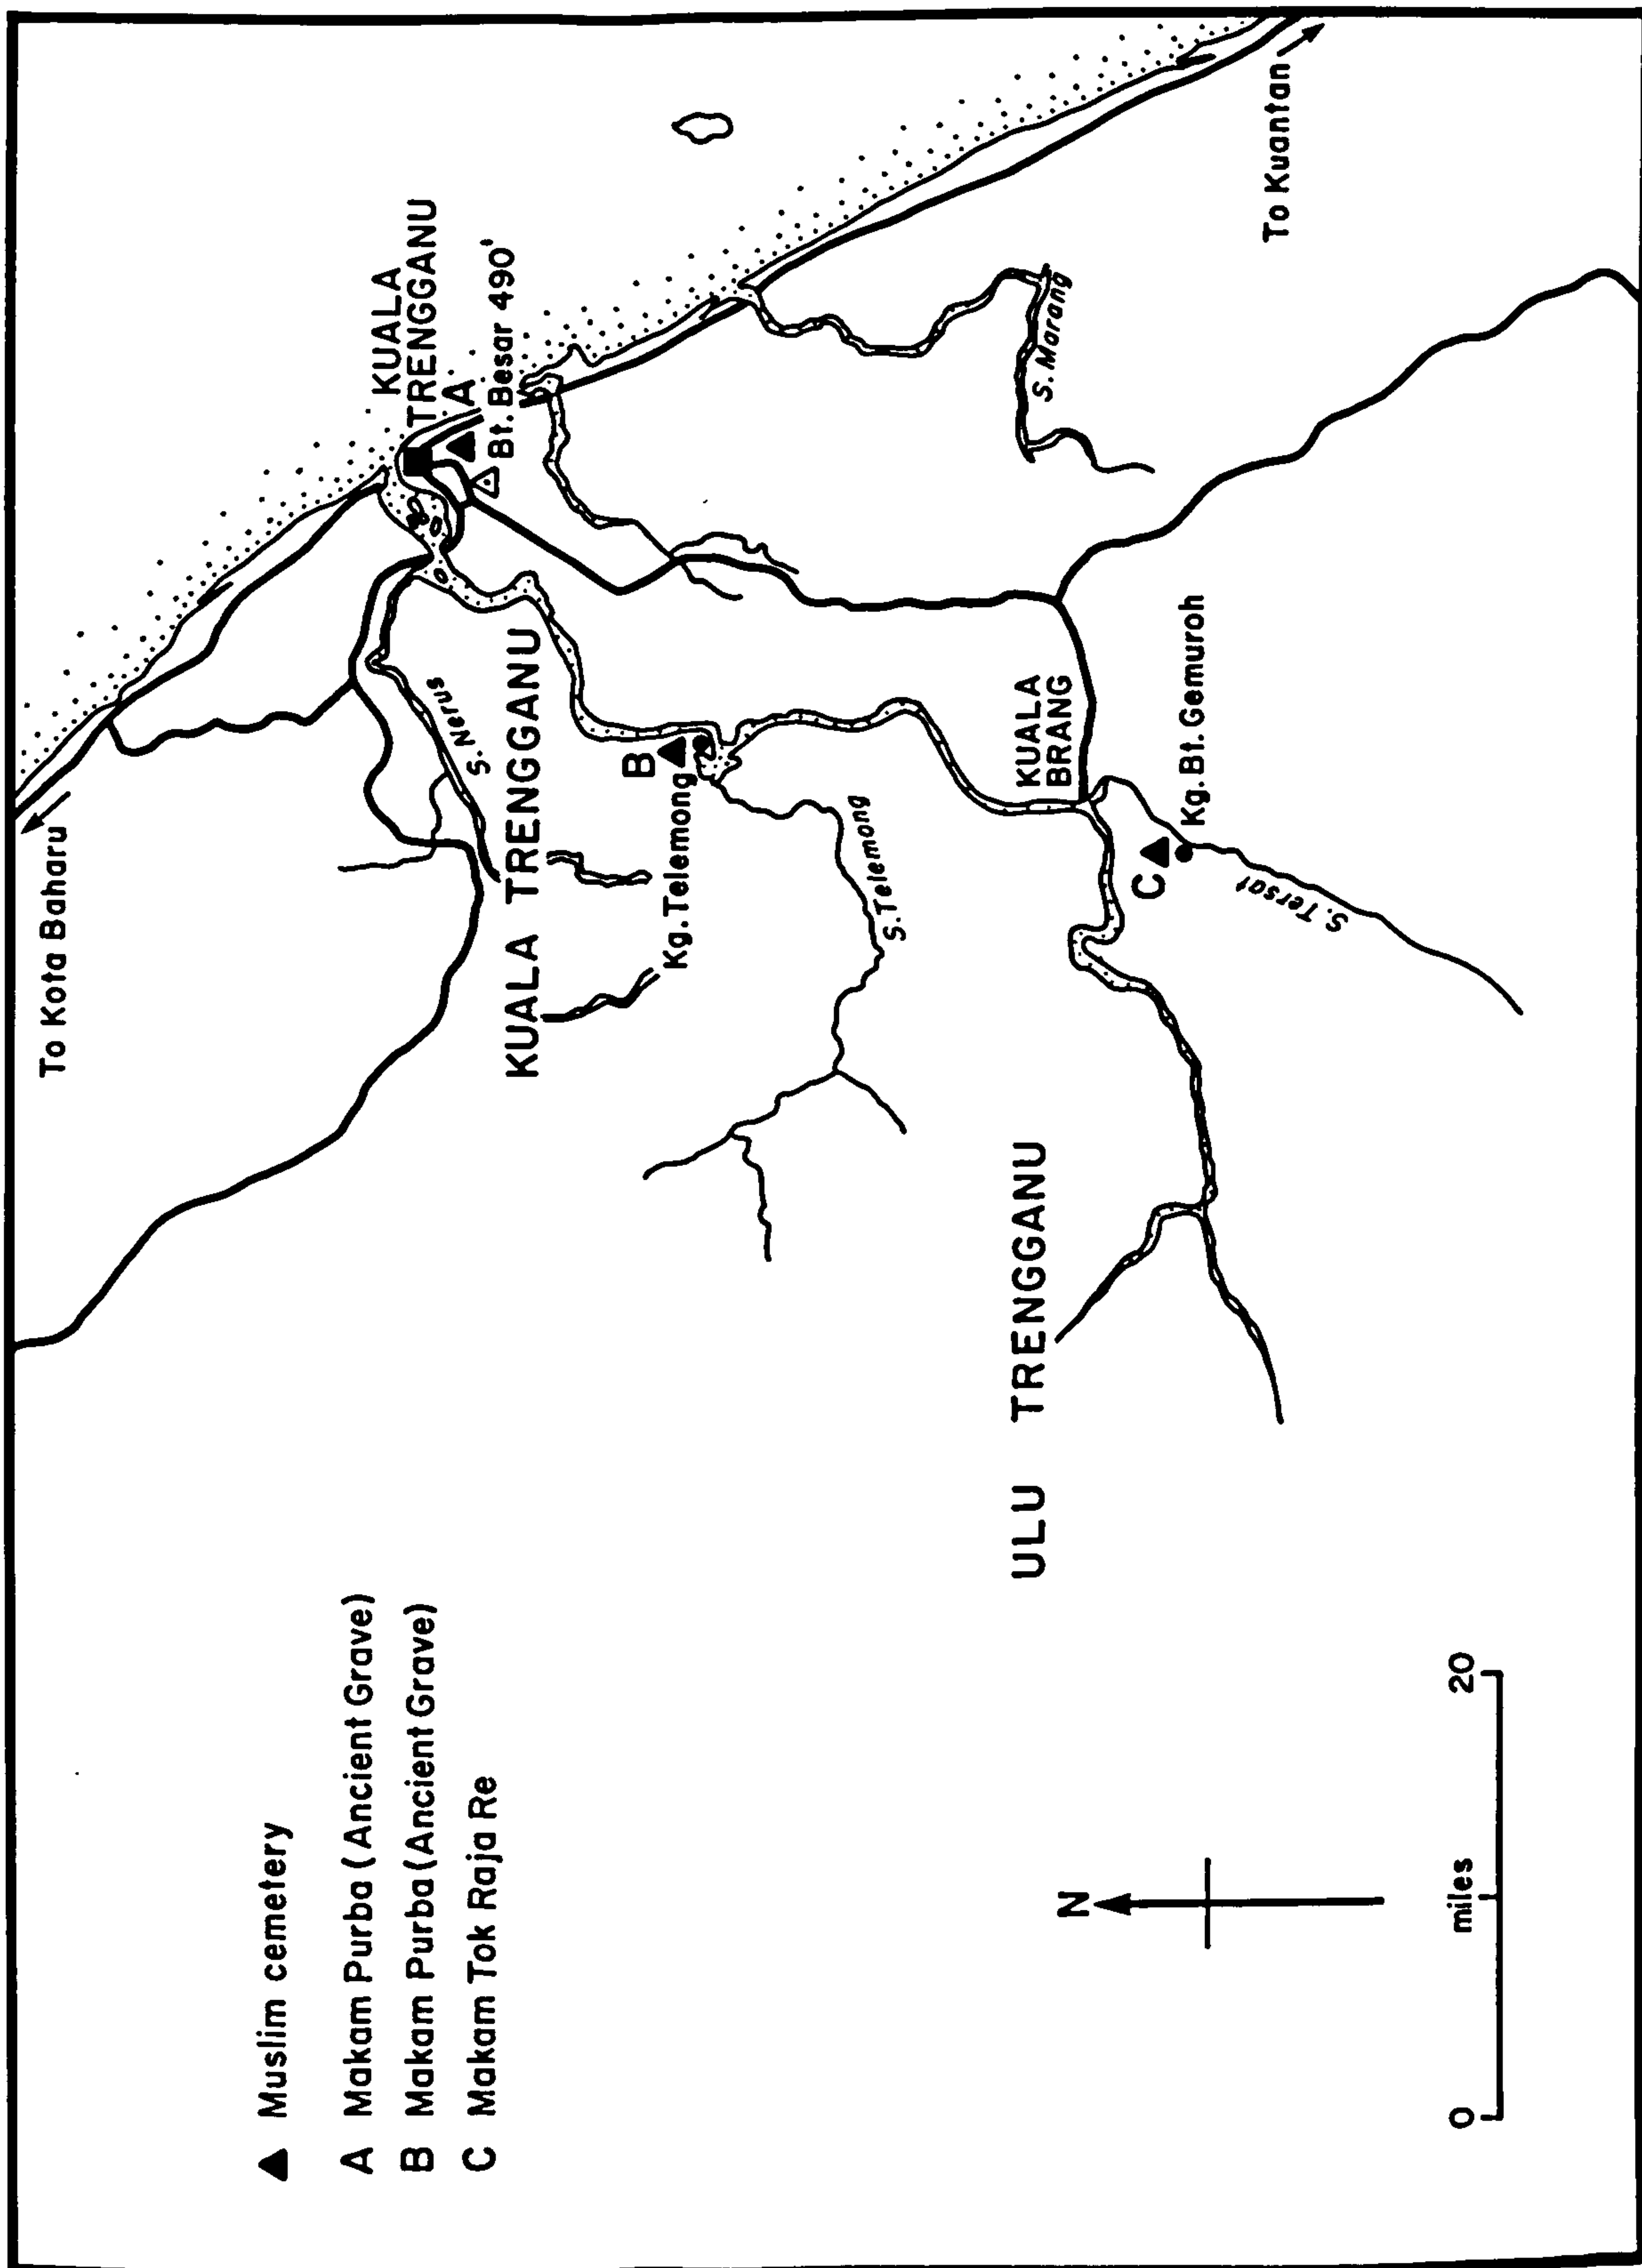 To Kota Baharu
KUALA
TRENGGANU
A
Bt. Besar 490'
S. Nerus
KUALA TRENGGANU
B
Kg. Telemong
S. Telemong
S. Marang
To Kuantan
KUALA
BRANG
C
Kg. Bt. Gemuroh
S. Tersat
ULU TRENGGANU
▲ Muslim cemetery
A Makam Purba (Ancient Grave)
B Makam Purba (Ancient Grave)
C Makam Tok Raja Re
N
0 miles 20